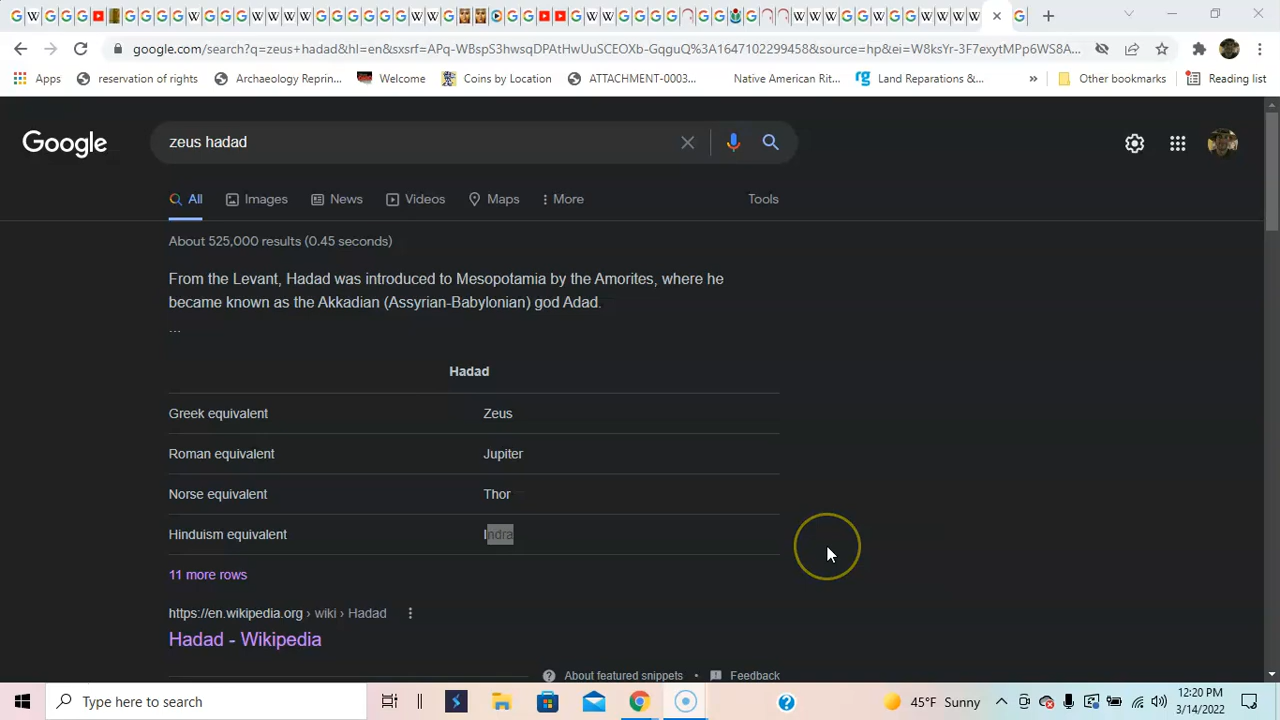 google.com/search?q=zeus+hadad&hl=en&sxsrf=APq-WBspS3hwsqDPAtHwUuSCEOXb-GqguQ%3A1647102299458&source=hp&ei=W8ksYr-3F7exytMPp6WS8A...
Apps
reservation of rights
Archaeology Reprin...
Welcome
Coins by Location
ATTACHMENT-0003...
Native American Rit...
Land Reparations &...
»
Other bookmarks
Reading list
Google
zeus hadad
All
Images
News
Videos
Maps
More
Tools
About 525,000 results (0.45 seconds)
From the Levant, Hadad was introduced to Mesopotamia by the Amorites, where he
became known as the Akkadian (Assyrian-Babylonian) god Adad.
...
Hadad
Greek equivalent Zeus
Roman equivalent Jupiter
Norse equivalent Thor
Hinduism equivalent Indra
11 more rows
https://en.wikipedia.org › wiki › Hadad
Hadad - Wikipedia
About featured snippets • Feedback
Type here to search
45°F Sunny
12:20 PM
3/14/2022